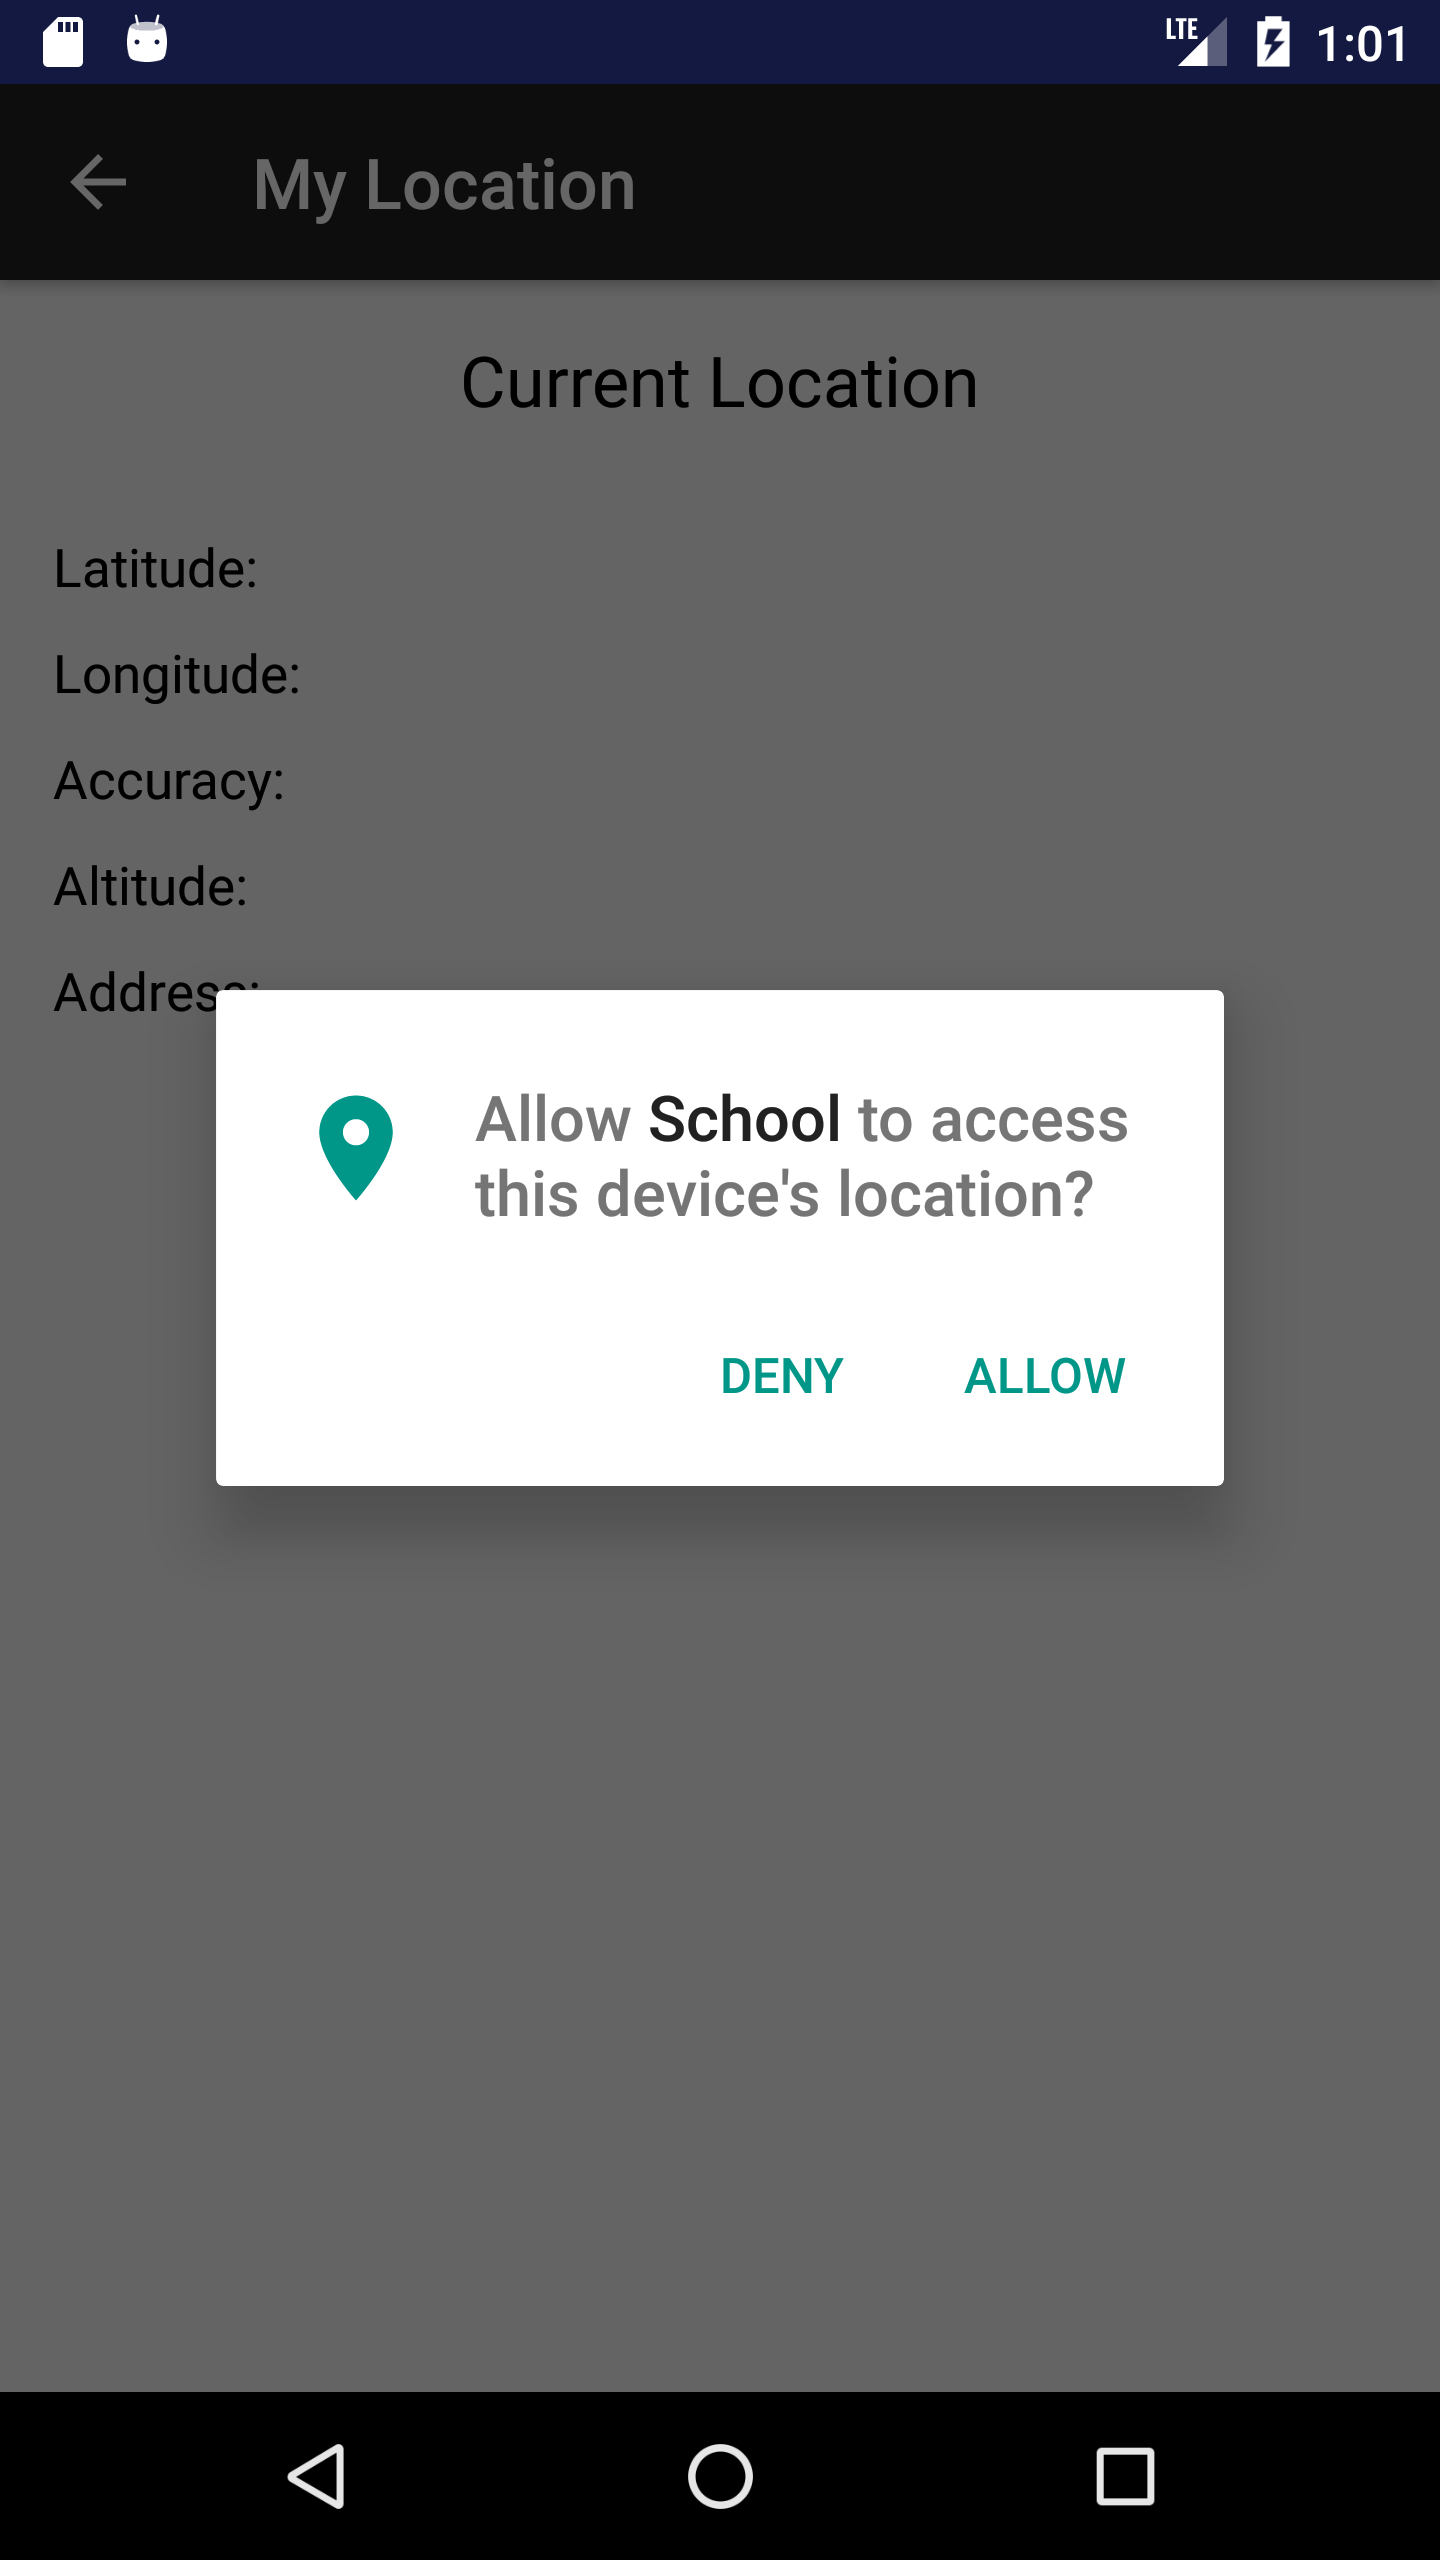 LTE 1:01
My Location
Current Location
Latitude:
Longitude:
Accuracy:
Altitude:
Address:
Allow School to access
this device's location?
DENY ALLOW